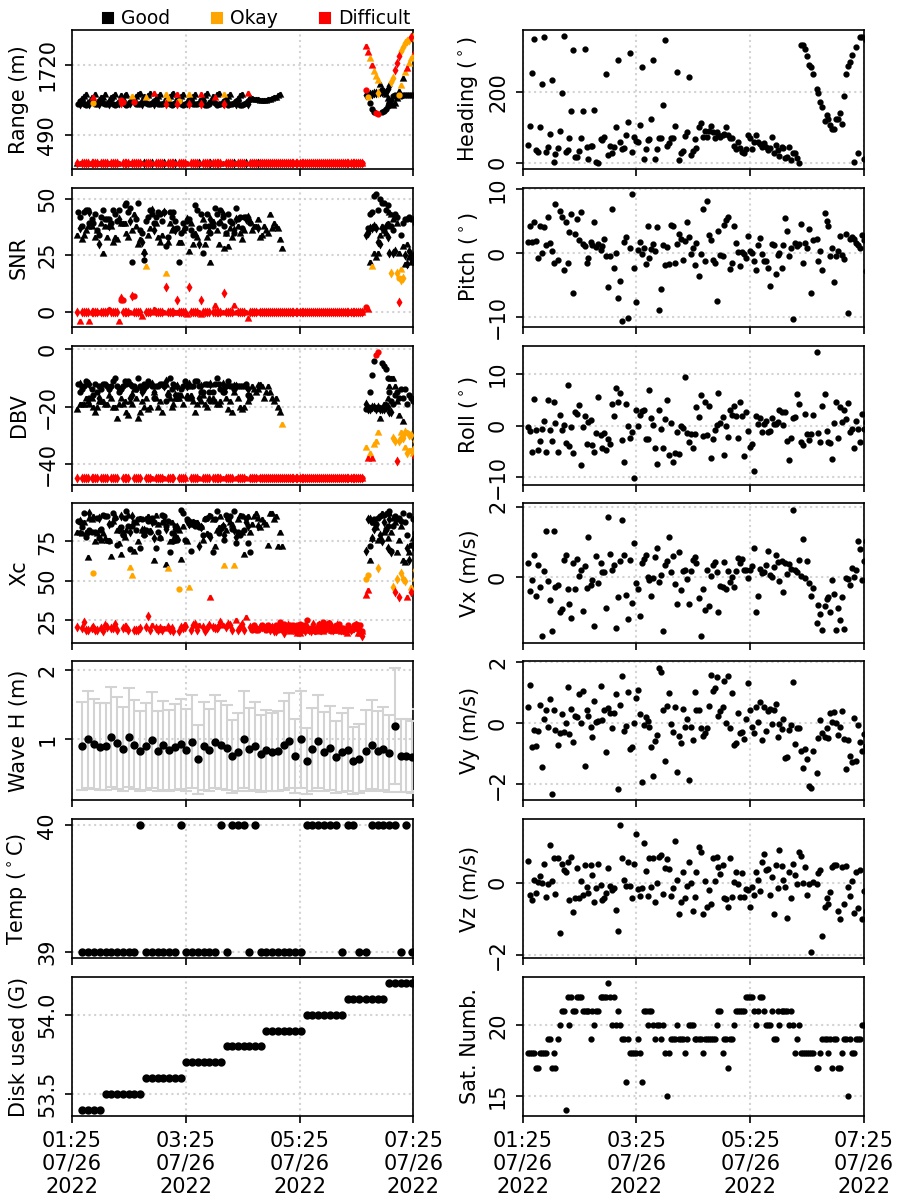 Good Okay Difficult
Range (m)
1720
490
Heading (°)
200
0
SNR
50
25
0
Pitch (°)
10
0
−10
DBV
0
−20
−40
Roll (°)
10
0
−10
Xc
75
50
25
Vx (m/s)
2
0
Wave H (m)
2
1
Vy (m/s)
2
0
−2
Temp (°C)
40
39
Vz (m/s)
0
−2
Disk used (G)
54.0
53.5
Sat. Numb.
20
15
01:25 03:25 05:25 07:25 01:25 03:25 05:25 07:25
07/26 07/26 07/26 07/26 07/26 07/26 07/26 07/26
2022 2022 2022 2022 2022 2022 2022 2022